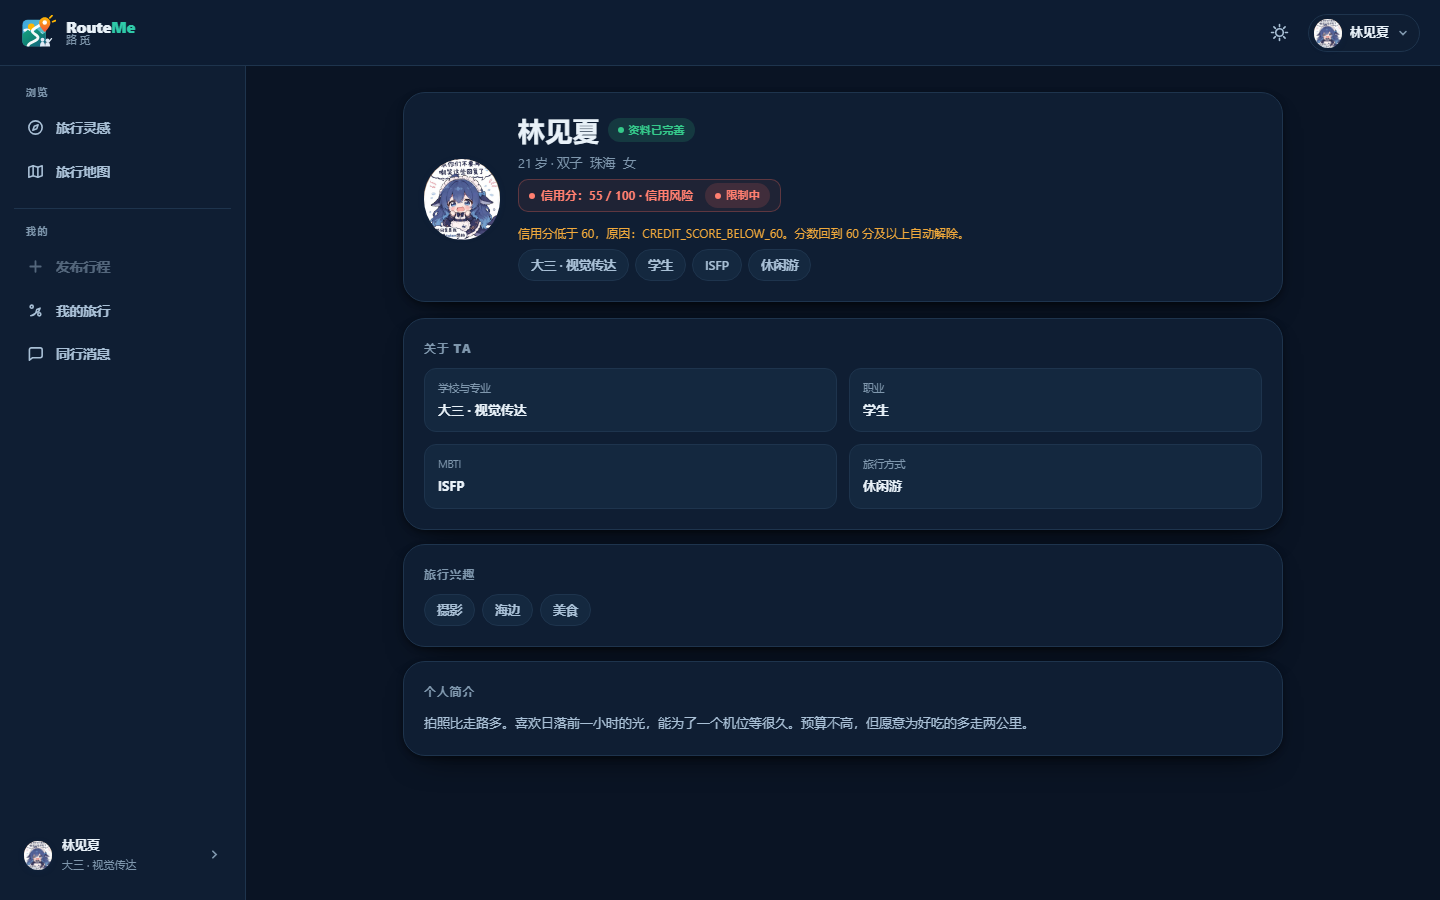 RouteMe
路觅
林见夏
浏览
旅行灵感
旅行地图
我的
发布行程
我的旅行
同行消息
林见夏
大三 · 视觉传达
林见夏
资料已完善
21 岁 · 双子 珠海 女
信用分：55 / 100 · 信用风险
限制中
信用分低于 60，原因：CREDIT_SCORE_BELOW_60。分数回到 60 分及以上自动解除。
大三 · 视觉传达
学生
ISFP
休闲游
关于 TA
学校与专业
大三 · 视觉传达
职业
学生
MBTI
ISFP
旅行方式
休闲游
旅行兴趣
摄影
海边
美食
个人简介
拍照比走路多。喜欢日落前一小时的光，能为了一个机位等很久。预算不高，但愿意为好吃的多走两公里。